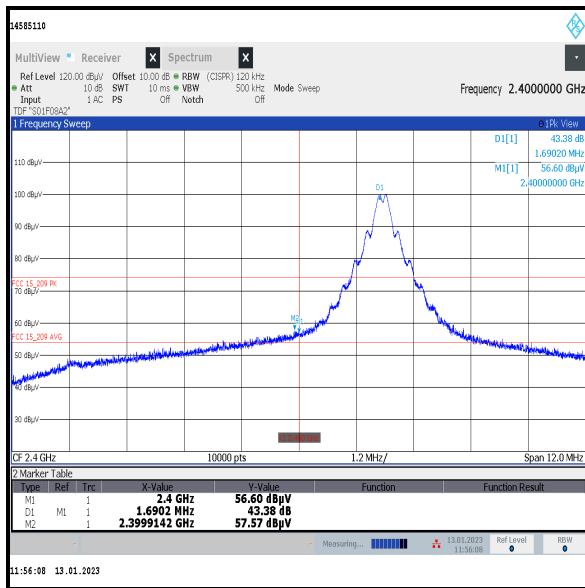 14585110
MultiView Receiver X Spectrum X
Ref Level 120.00 dBµV Offset 10.00 dB RBW (CISPR) 120 kHz
Att 10 dB SWT 10 ms VBW 500 kHz Mode Sweep Frequency 2.4000000 GHz
Input 1 AC PS Off Notch Off
TDF "S01F08A2"
1 Frequency Sweep 1Pk View
D1[1] 43.38 dB
1.69020 MHz
M1[1] 56.60 dBµV
2.40000000 GHz
110 dBµV
D1
100 dBµV
90 dBµV
80 dBµV
FCC 15_209 PK
70 dBµV
M2
60 dBµV
FCC 15_209 AVG
50 dBµV
40 dBµV
30 dBµV
CF 2.4 GHz 10000 pts 1.2 MHz/ Span 12.0 MHz
2 Marker Table
Type Ref Trc X-Value Y-Value Function Function Result
M1 1 2.4 GHz 56.60 dBµV
D1 M1 1 1.6902 MHz 43.38 dB
M2 1 2.3999142 GHz 57.57 dBµV
Measuring... 13.01.2023 11:56:08 Ref Level RBW
11:56:08 13.01.2023